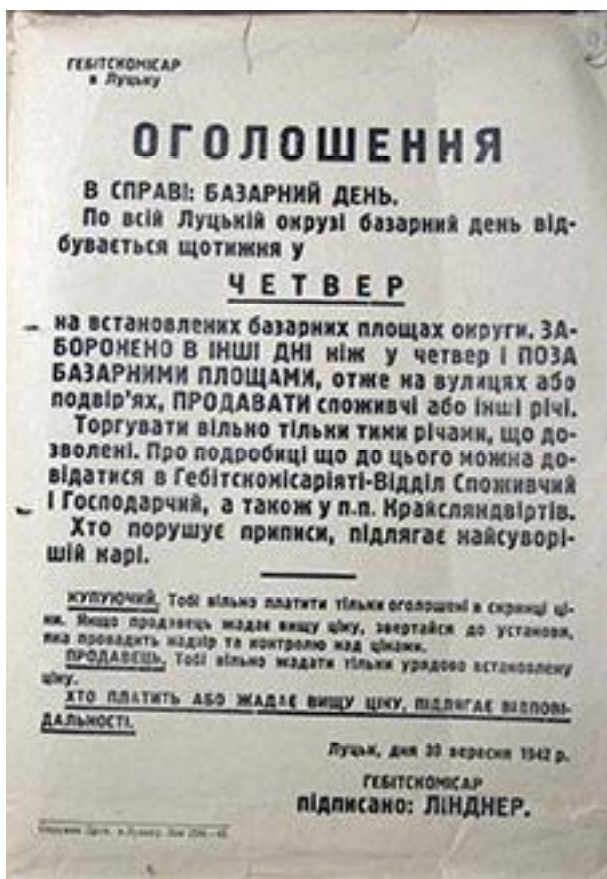 ГЕБІТСКОМІСАР
в Луцьку
ОГОЛОШЕННЯ
В СПРАВІ: БАЗАРНИЙ ДЕНЬ.
По всій Луцькій окрузі базарний день від-
бувається щотижня у
ЧЕТВЕР
на встановлених базарних площах округи. ЗА-
БОРОНЕНО В ІНШІ ДНІ ніж у четвер і ПОЗА
БАЗАРНИМИ ПЛОЩАМИ, отже на вулицях або
подвір'ях, ПРОДАВАТИ споживчі або інші річі.
Торгувати вільно тільки тими річами, що до-
зволені. Про подробиці що до цього можна до-
відатися в Гебітскомісаріяті-Відділ Споживчий
і Господарчий, а також у п.п. Крайсляндвіртів.
Хто порушує приписи, підлягає найсуворі-
шій карі.
КУПУЮЧИЙ, Тобі вільно платити тільки оголошені в скринці ці-
ни. Якщо продавець жадає вищу ціну, звертайся до установи,
яка провадить надзір та контролю над цінами.
ПРОДАВЕЦЬ, Тобі вільно жадати тільки урядово встановлену
ціну.
ХТО ПЛАТИТЬ АБО ЖАДАЄ ВИЩУ ЦІНУ, ПІДЛЯГАЄ ВІДПОВІ-
ДАЛЬНОСТІ.
Луцьк, дня 30 вересня 1942 р.
ГЕБІТСКОМІСАР
підписано: ЛІНДНЕР.